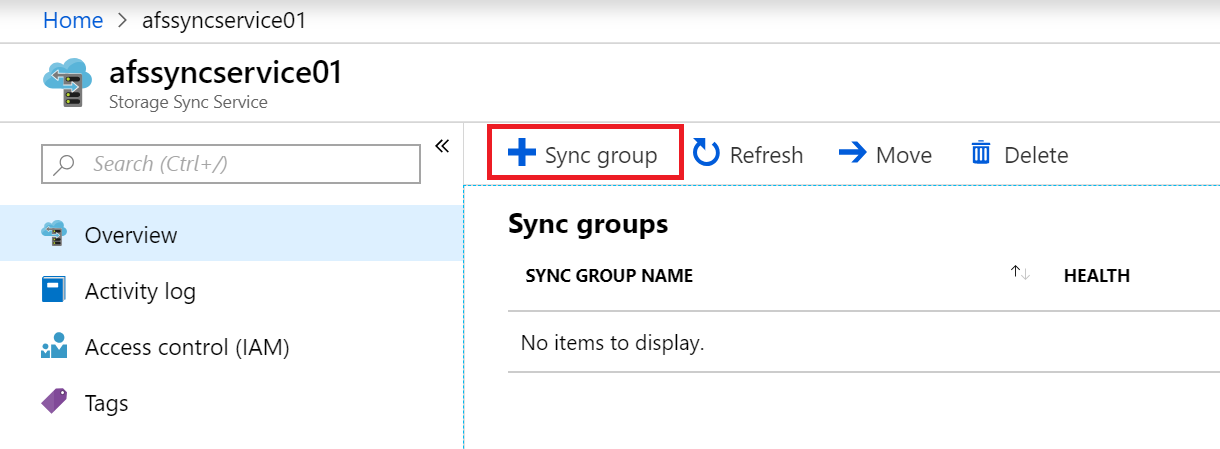 Home > afssyncservice01
afssyncservice01
Storage Sync Service
Search (Ctrl+/)
«
Overview
Activity log
Access control (IAM)
Tags
Sync group Refresh Move Delete
Sync groups
SYNC GROUP NAME ↑↓ HEALTH
No items to display.